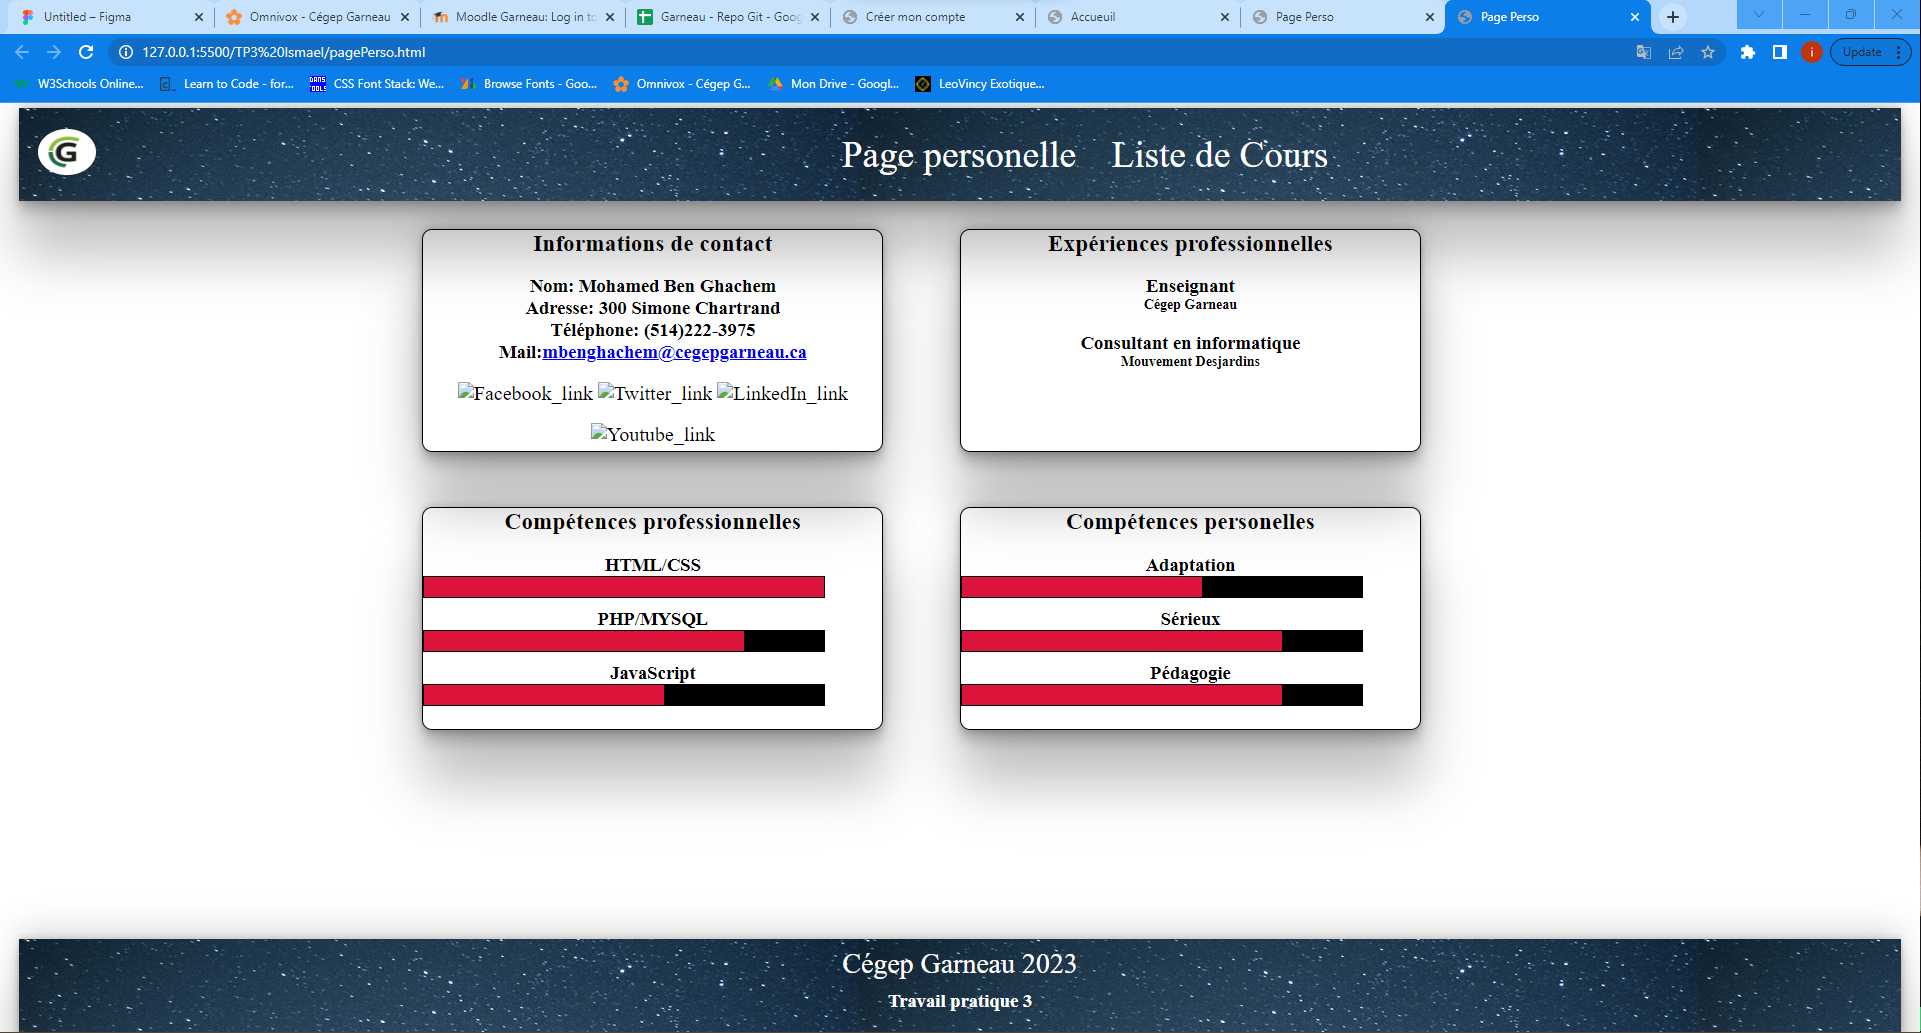 Untitled – Figma
Omnivox - Cégep Garneau
Moodle Garneau: Log in to
Garneau - Repo Git - Goog
Créer mon compte
Accueuil
Page Perso
Page Perso
127.0.0.1:5500/TP3%20Ismael/pagePerso.html
i
Update
W3Schools Online...
Learn to Code - for...
DANS TOOLS
CSS Font Stack: We...
Browse Fonts - Goo...
Omnivox - Cégep G...
Mon Drive - Googl...
LeoVincy Exotique...
G
Page personelle
Liste de Cours
Informations de contact
Nom: Mohamed Ben Ghachem
Adresse: 300 Simone Chartrand
Téléphone: (514)222-3975
Mail:mbenghachem@cegepgarneau.ca
Facebook_link Twitter_link LinkedIn_link
Youtube_link
Expériences professionnelles
Enseignant
Cégep Garneau
Consultant en informatique
Mouvement Desjardins
Compétences professionnelles
HTML/CSS
PHP/MYSQL
JavaScript
Compétences personelles
Adaptation
Sérieux
Pédagogie
Cégep Garneau 2023
Travail pratique 3